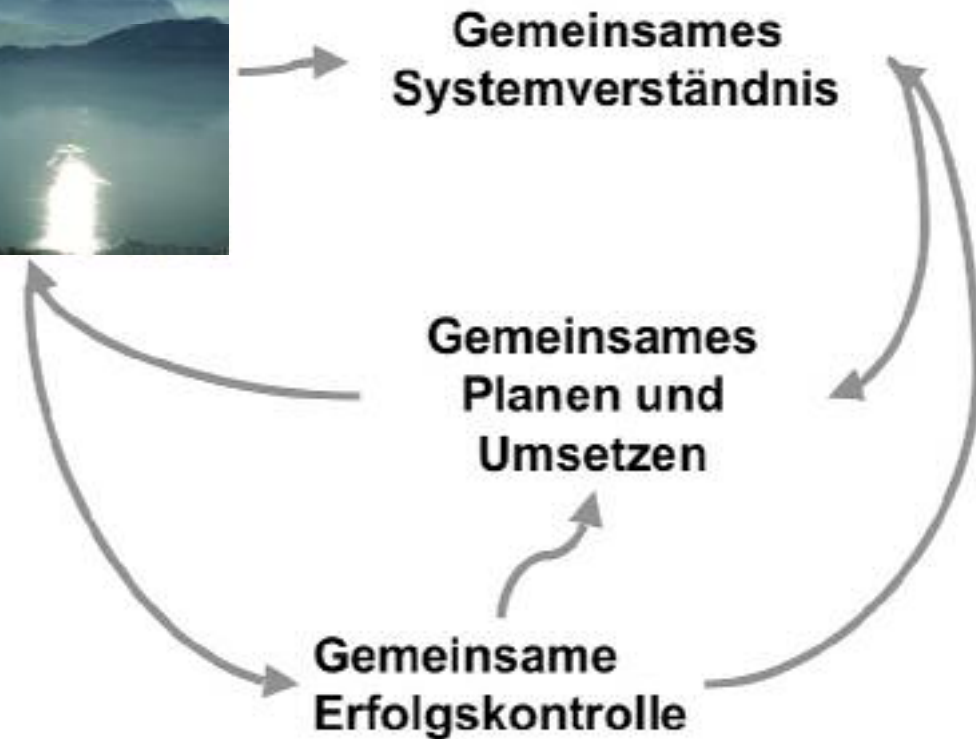 Gemeinsames
Systemverständnis
Gemeinsames
Planen und
Umsetzen
Gemeinsame
Erfolgskontrolle